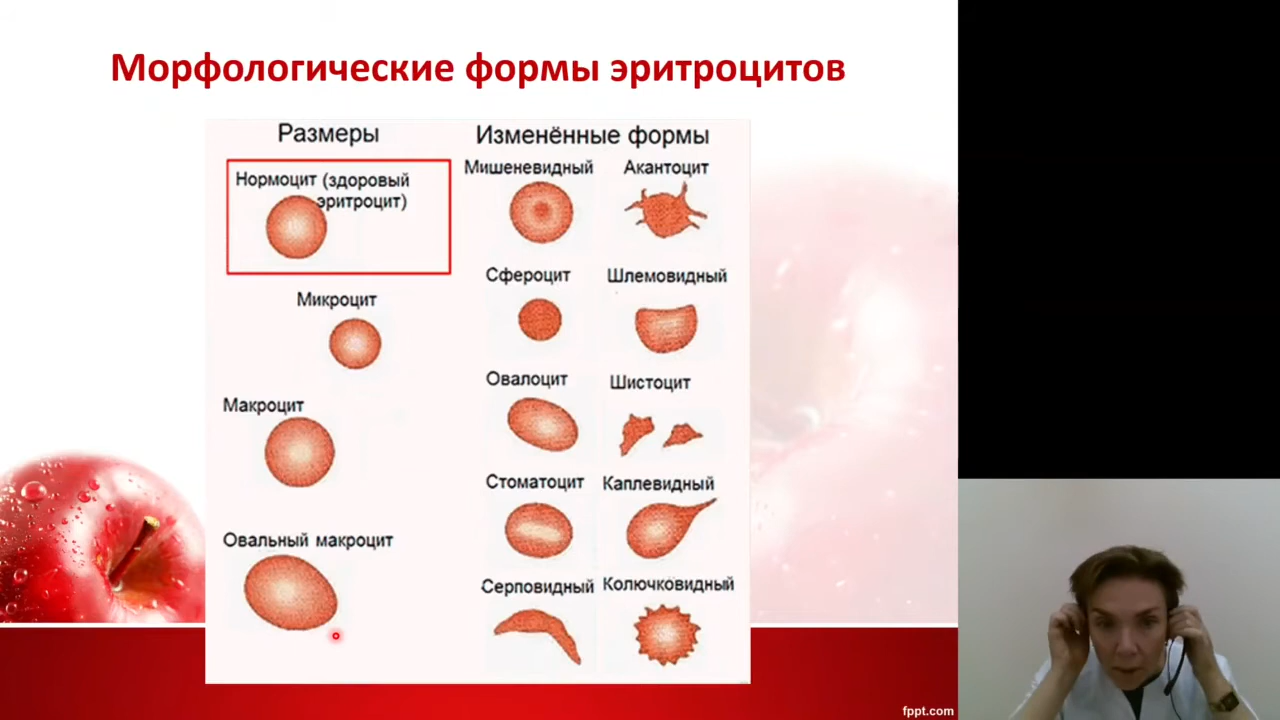 Морфологические формы эритроцитов
Размеры
Нормоцит (здоровый
эритроцит)
Микроцит
Макроцит
Овальный макроцит
Изменённые формы
Мишеневидный Акантоцит
Сфероцит Шлемовидный
Овалоцит Шистоцит
Стоматоцит Каплевидный
Серповидный Колючковидный
fppt.com